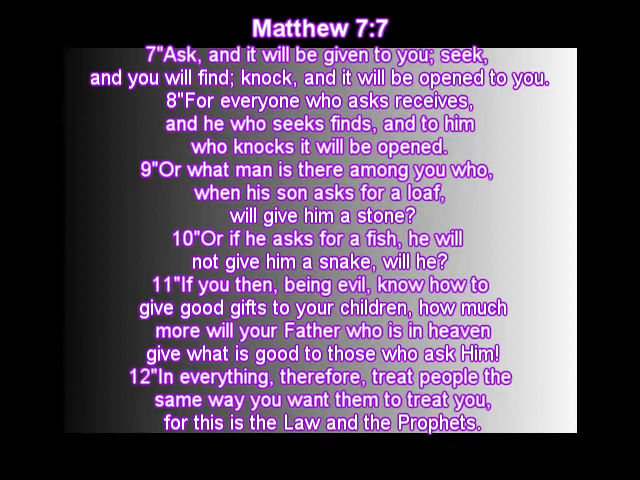 Matthew 7:7
7"Ask, and it will be given to you; seek,
and you will find; knock, and it will be opened to you.
8"For everyone who asks receives,
and he who seeks finds, and to him
who knocks it will be opened.
9"Or what man is there among you who,
when his son asks for a loaf,
will give him a stone?
10"Or if he asks for a fish, he will
not give him a snake, will he?
11"If you then, being evil, know how to
give good gifts to your children, how much
more will your Father who is in heaven
give what is good to those who ask Him!
12"In everything, therefore, treat people the
same way you want them to treat you,
for this is the Law and the Prophets.